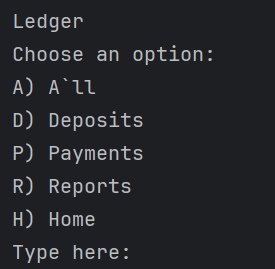 Ledger
Choose an option:
A) A`ll
D) Deposits
P) Payments
R) Reports
H) Home
Type here: